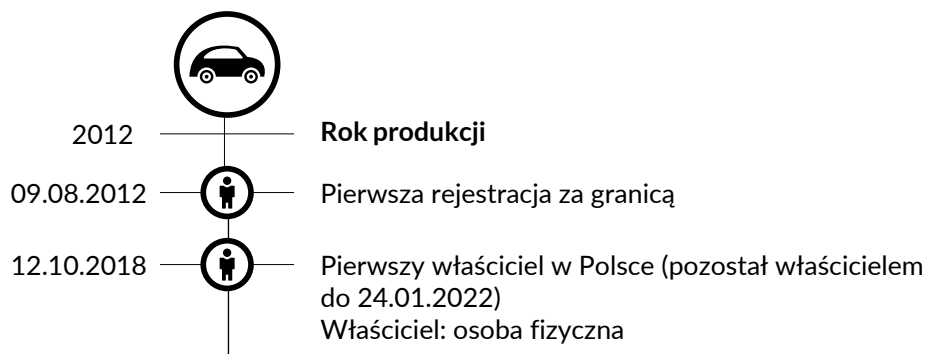 2012 Rok produkcji
09.08.2012 Pierwsza rejestracja za granicą
12.10.2018 Pierwszy właściciel w Polsce (pozostał właścicielem
do 24.01.2022)
Właściciel: osoba fizyczna